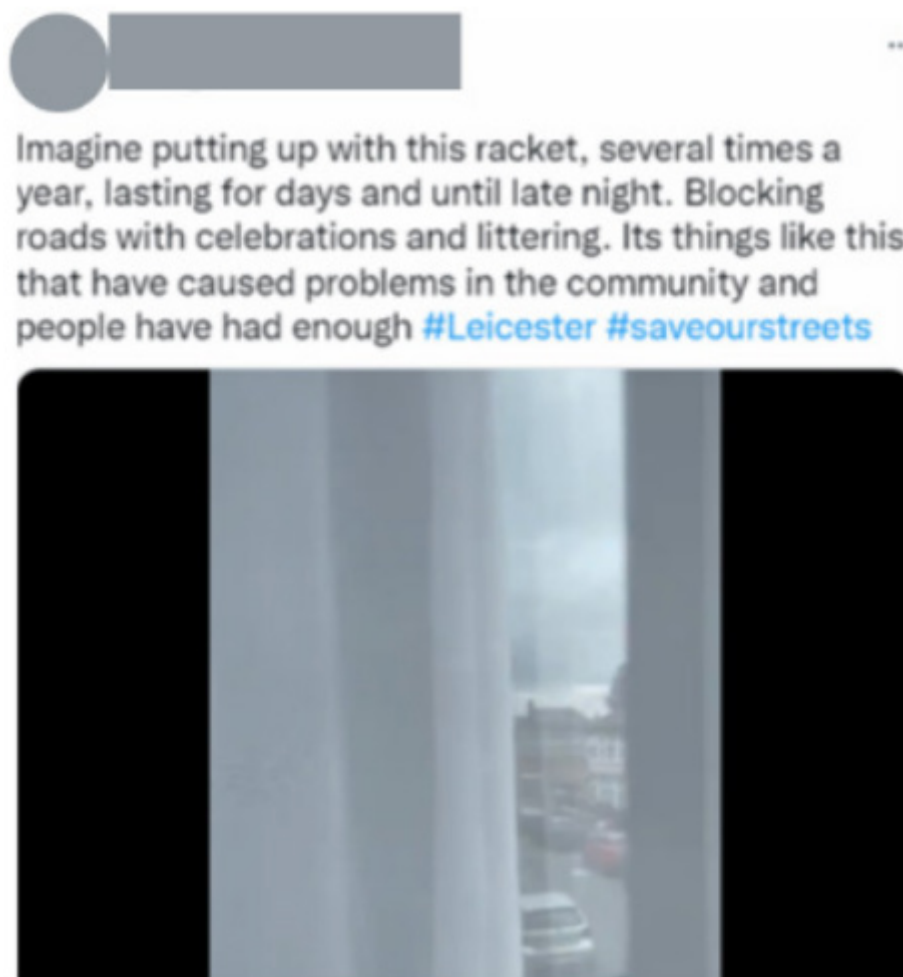 Imagine putting up with this racket, several times a
year, lasting for days and until late night. Blocking
roads with celebrations and littering. Its things like this
that have caused problems in the community and
people have had enough #Leicester #saveourstreets